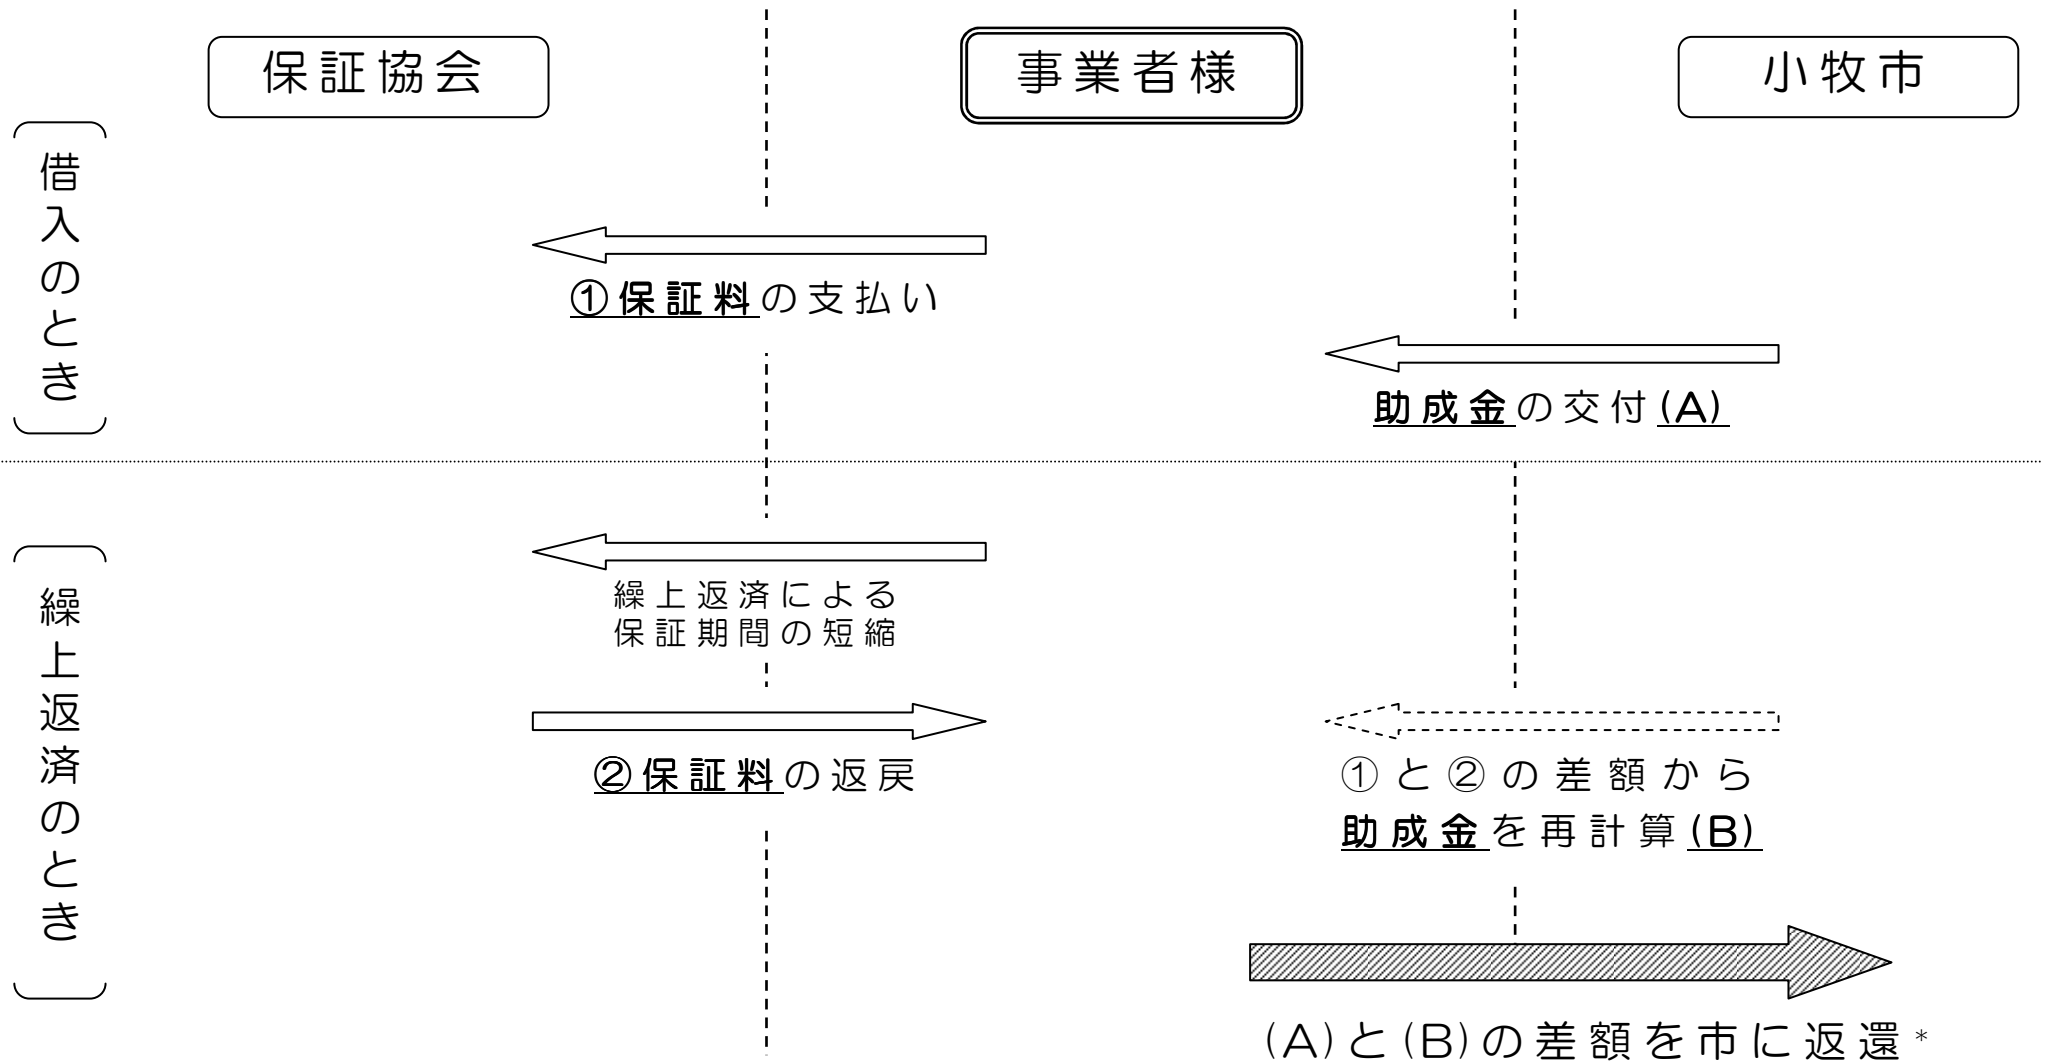 保証協会
事業者様
小牧市
借入のとき
①保証料の支払い
助成金の交付(A)
繰上返済のとき
繰上返済による
保証期間の短縮
②保証料の返戻
①と②の差額から
助成金を再計算(B)
(A)と(B)の差額を市に返還*